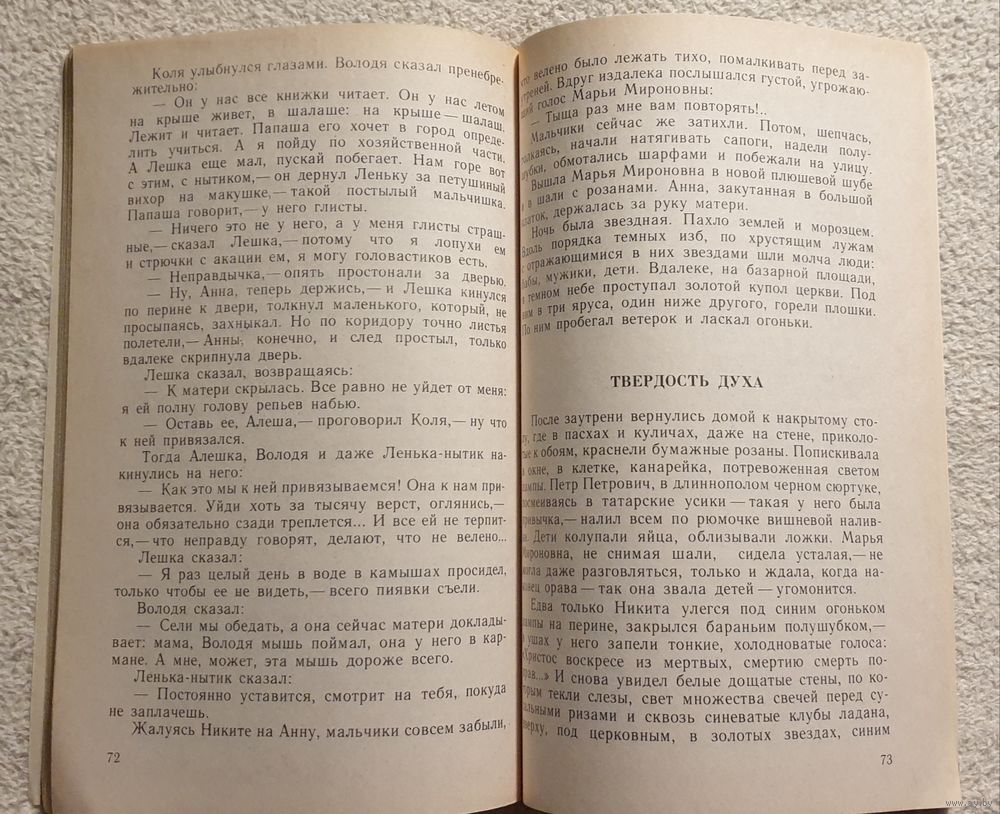 Коля улыбнулся глазами. Володя сказал пренебре-
жительно:
— Он у нас все книжки читает. Он у нас летом
на крыше живет, в шалаше: на крыше — шалаш.
Лежит и читает. Папаша его хочет в город опреде-
лить учиться. А я пойду по хозяйственной части.
А Лешка еще мал, пускай побегает. Нам горе вот
с этим, с нытиком,— он дернул Леньку за петушиный
вихор на макушке,— такой постылый мальчишка.
Папаша говорит,— у него глисты.
— Ничего это не у него, а у меня глисты страш-
ные,— сказал Лешка,— потому что я лопухи ем
и стрючки с акации ем, я могу головастиков есть.
— Неправдычка,— опять простонали за дверью.
— Ну, Анна, теперь держись,— и Лешка кинулся
по перине к двери, толкнул маленького, который, не
просыпаясь, захныкал. Но по коридору точно листья
полетели,— Анны, конечно, и след простыл, только
вдалеке скрипнула дверь.
Лешка сказал, возвращаясь:
— К матери скрылась. Все равно не уйдет от меня:
я ей полну голову репьев набью.
— Оставь ее, Алеша,— проговорил Коля,— ну что
к ней привязался.
Тогда Алешка, Володя и даже Ленька-нытик на-
кинулись на него:
— Как это мы к ней привязываемся! Она к нам при-
вязывается. Уйди хоть за тысячу верст, оглянись,—
она обязательно сзади треплется... И все ей не терпит-
ся,— что неправду говорят, делают, что не велено...
Лешка сказал:
— Я раз целый день в воде в камышах просидел,
только чтобы ее не видеть,— всего пиявки съели.
Володя сказал:
— Сели мы обедать, а она сейчас матери доклады-
вает: мама, Володя мышь поймал, она у него в кар-
мане. А мне, может, эта мышь дороже всего.
Ленька-нытик сказал:
— Постоянно уставится, смотрит на тебя, покуда
не заплачешь.
Жалуясь Никите на Анну, мальчики совсем забыли,
72
что велено было лежать тихо, помалкивать перед за-
утреней. Вдруг издалека послышался густой, угрожаю-
щий голос Марьи Мироновны:
— Тыща раз мне вам повторять!..
Мальчики сейчас же затихли. Потом, шепчась,
толкаясь, начали натягивать сапоги, надели полу-
шубки, обмотались шарфами и побежали на улицу.
Вышла Марья Мироновна в новой плюшевой шубе
и в шали с розанами. Анна, закутанная в большой
платок, держалась за руку матери.
Ночь была звездная. Пахло землей и морозцем.
Вдоль порядка темных изб, по хрустящим лужам
с отражающимися в них звездами шли молча люди:
бабы, мужики, дети. Вдалеке, на базарной площади,
в темном небе проступал золотой купол церкви. Под
ним в три яруса, один ниже другого, горели плошки.
По ним пробегал ветерок и ласкал огоньки.
ТВЕРДОСТЬ ДУХА
После заутрени вернулись домой к накрытому сто-
лу, где в пасхах и куличах, даже на стене, приколо-
тые к обоям, краснели бумажные розаны. Попискивала
в окне, в клетке, канарейка, потревоженная светом
лампы. Петр Петрович, в длиннополом черном сюртуке,
посмеиваясь в татарские усики — такая у него была
привычка,— налил всем по рюмочке вишневой налив-
ки. Дети колупали яйца, облизывали ложки. Марья
Мироновна, не снимая шали, сидела усталая,— не
могла даже разговляться, только и ждала, когда на-
конец орава — так она звала детей — угомонится.
Едва только Никита улегся под синим огоньком
лампы на перине, закрылся бараньим полушубком,—
в ушах у него запели тонкие, холодноватые голоса:
«Христос воскресе из мертвых, смертию смерть по-
прав...» И снова увидел белые дощатые стены, по ко-
торым текли слезы, свет множества свечей перед су-
сальными ризами и сквозь синеватые клубы ладана,
вверху, под церковным, в золотых звездах, синим
73
www.ay.by